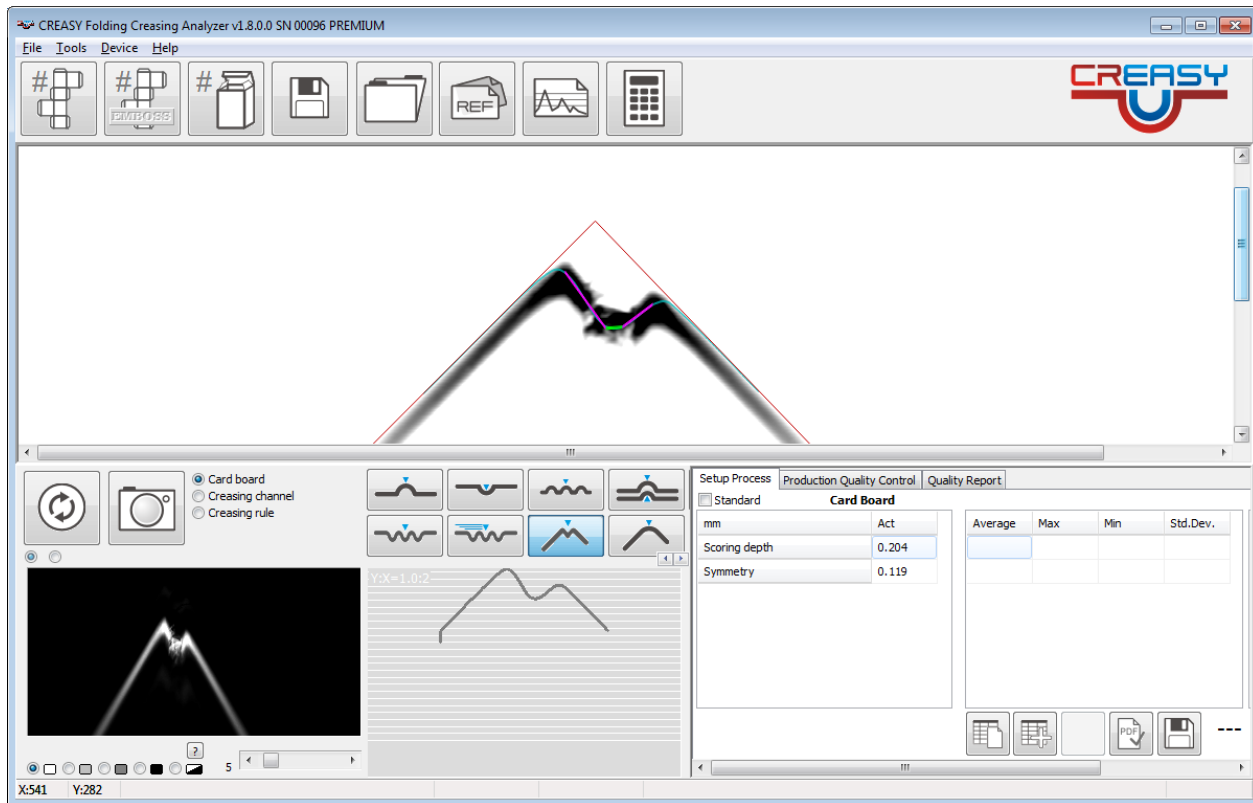 CREASY Folding Creasing Analyzer v1.8.0.0 SN 00096 PREMIUM
File Tools Device Help
# # EMBOSS # REF
CREASY
Card board
Creasing channel
Creasing rule
Setup Process Production Quality Control Quality Report
Standard Card Board
mm Act Average Max Min Std.Dev.
Scoring depth 0.204
Symmetry 0.119
Y:X=1.0:2
PDF ---
? 5
X:541 Y:282